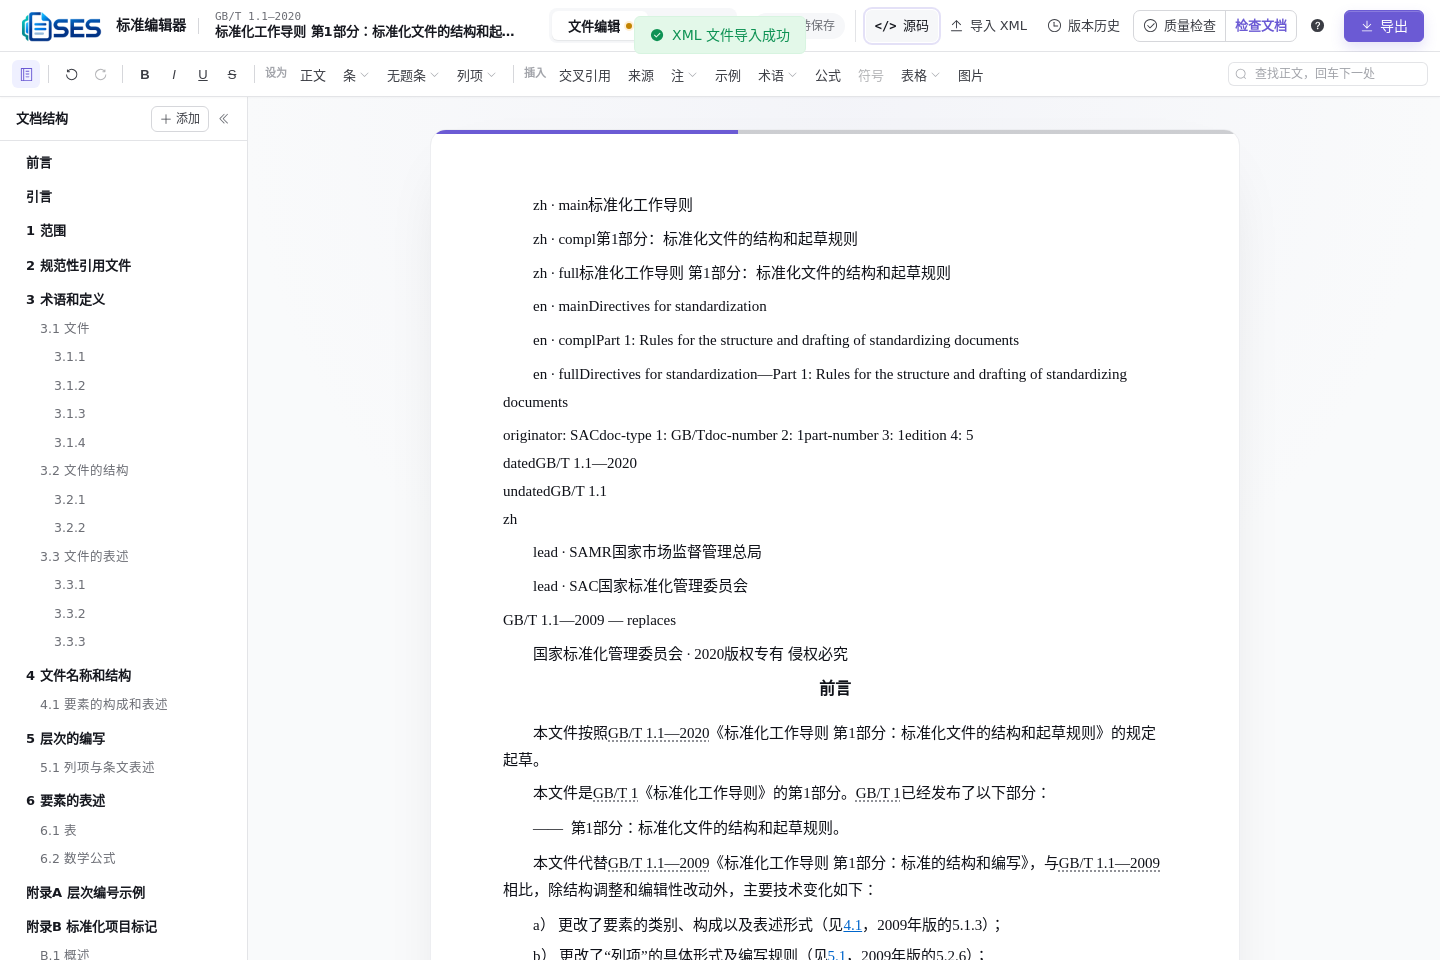 SES 标准编辑器
GB/T 1.1—2020
标准化工作导则 第1部分：标准化文件的结构和起...
文件编辑
待保存
XML 文件导入成功
</> 源码
导入 XML
版本历史
质量检查
检查文档
导出
B I U S 设为 正文 条 无题条 列项 插入 交叉引用 来源 注 示例 术语 公式 符号 表格 图片
查找正文，回车下一处
文档结构
添加
前言
引言
1 范围
2 规范性引用文件
3 术语和定义
3.1 文件
3.1.1
3.1.2
3.1.3
3.1.4
3.2 文件的结构
3.2.1
3.2.2
3.3 文件的表述
3.3.1
3.3.2
3.3.3
4 文件名称和结构
4.1 要素的构成和表述
5 层次的编写
5.1 列项与条文表述
6 要素的表述
6.1 表
6.2 数学公式
附录A 层次编号示例
附录B 标准化项目标记
B.1 概述
zh · main标准化工作导则
zh · compl第1部分：标准化文件的结构和起草规则
zh · full标准化工作导则 第1部分：标准化文件的结构和起草规则
en · mainDirectives for standardization
en · complPart 1: Rules for the structure and drafting of standardizing documents
en · fullDirectives for standardization—Part 1: Rules for the structure and drafting of standardizing
documents
originator: SACdoc-type 1: GB/Tdoc-number 2: 1part-number 3: 1edition 4: 5
datedGB/T 1.1—2020
undatedGB/T 1.1
zh
lead · SAMR国家市场监督管理总局
lead · SAC国家标准化管理委员会
GB/T 1.1—2009 — replaces
国家标准化管理委员会 · 2020版权专有 侵权必究
前言
本文件按照GB/T 1.1—2020《标准化工作导则 第1部分：标准化文件的结构和起草规则》的规定
起草。
本文件是GB/T 1《标准化工作导则》的第1部分。GB/T 1已经发布了以下部分：
—— 第1部分：标准化文件的结构和起草规则。
本文件代替GB/T 1.1—2009《标准化工作导则 第1部分：标准的结构和编写》，与GB/T 1.1—2009
相比，除结构调整和编辑性改动外，主要技术变化如下：
a） 更改了要素的类别、构成以及表述形式（见4.1，2009年版的5.1.3）；
b） 更改了“列项”的具体形式及编写规则（见5.1，2009年版的5.2.6）；